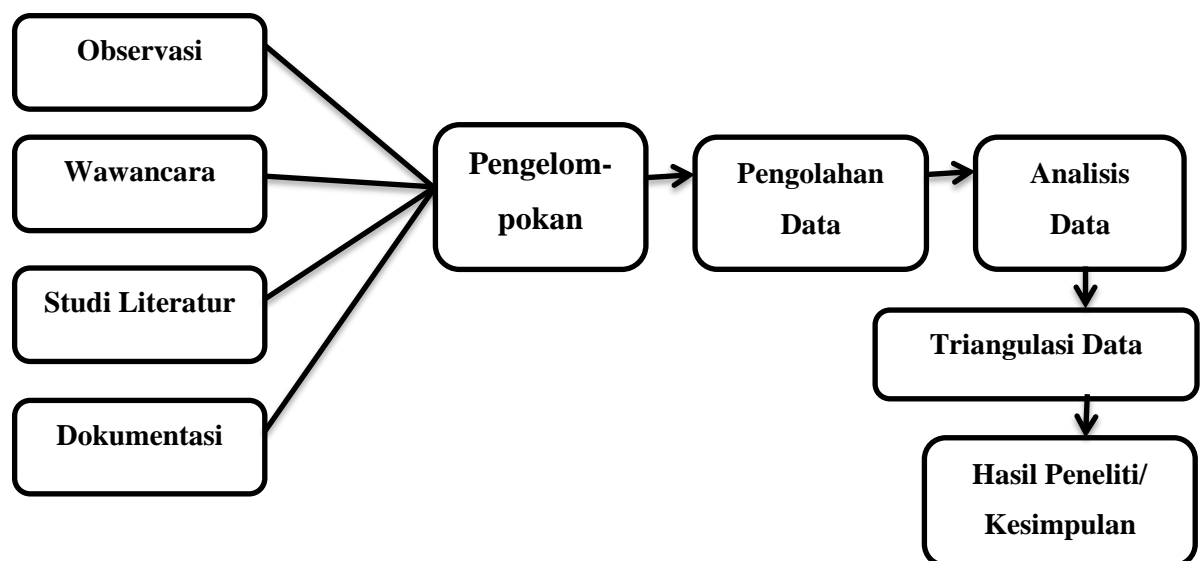 Observasi
Wawancara
Studi Literatur
Dokumentasi
Pengelom-
pokan
Pengolahan
Data
Analisis
Data
Triangulasi Data
Hasil Peneliti/
Kesimpulan